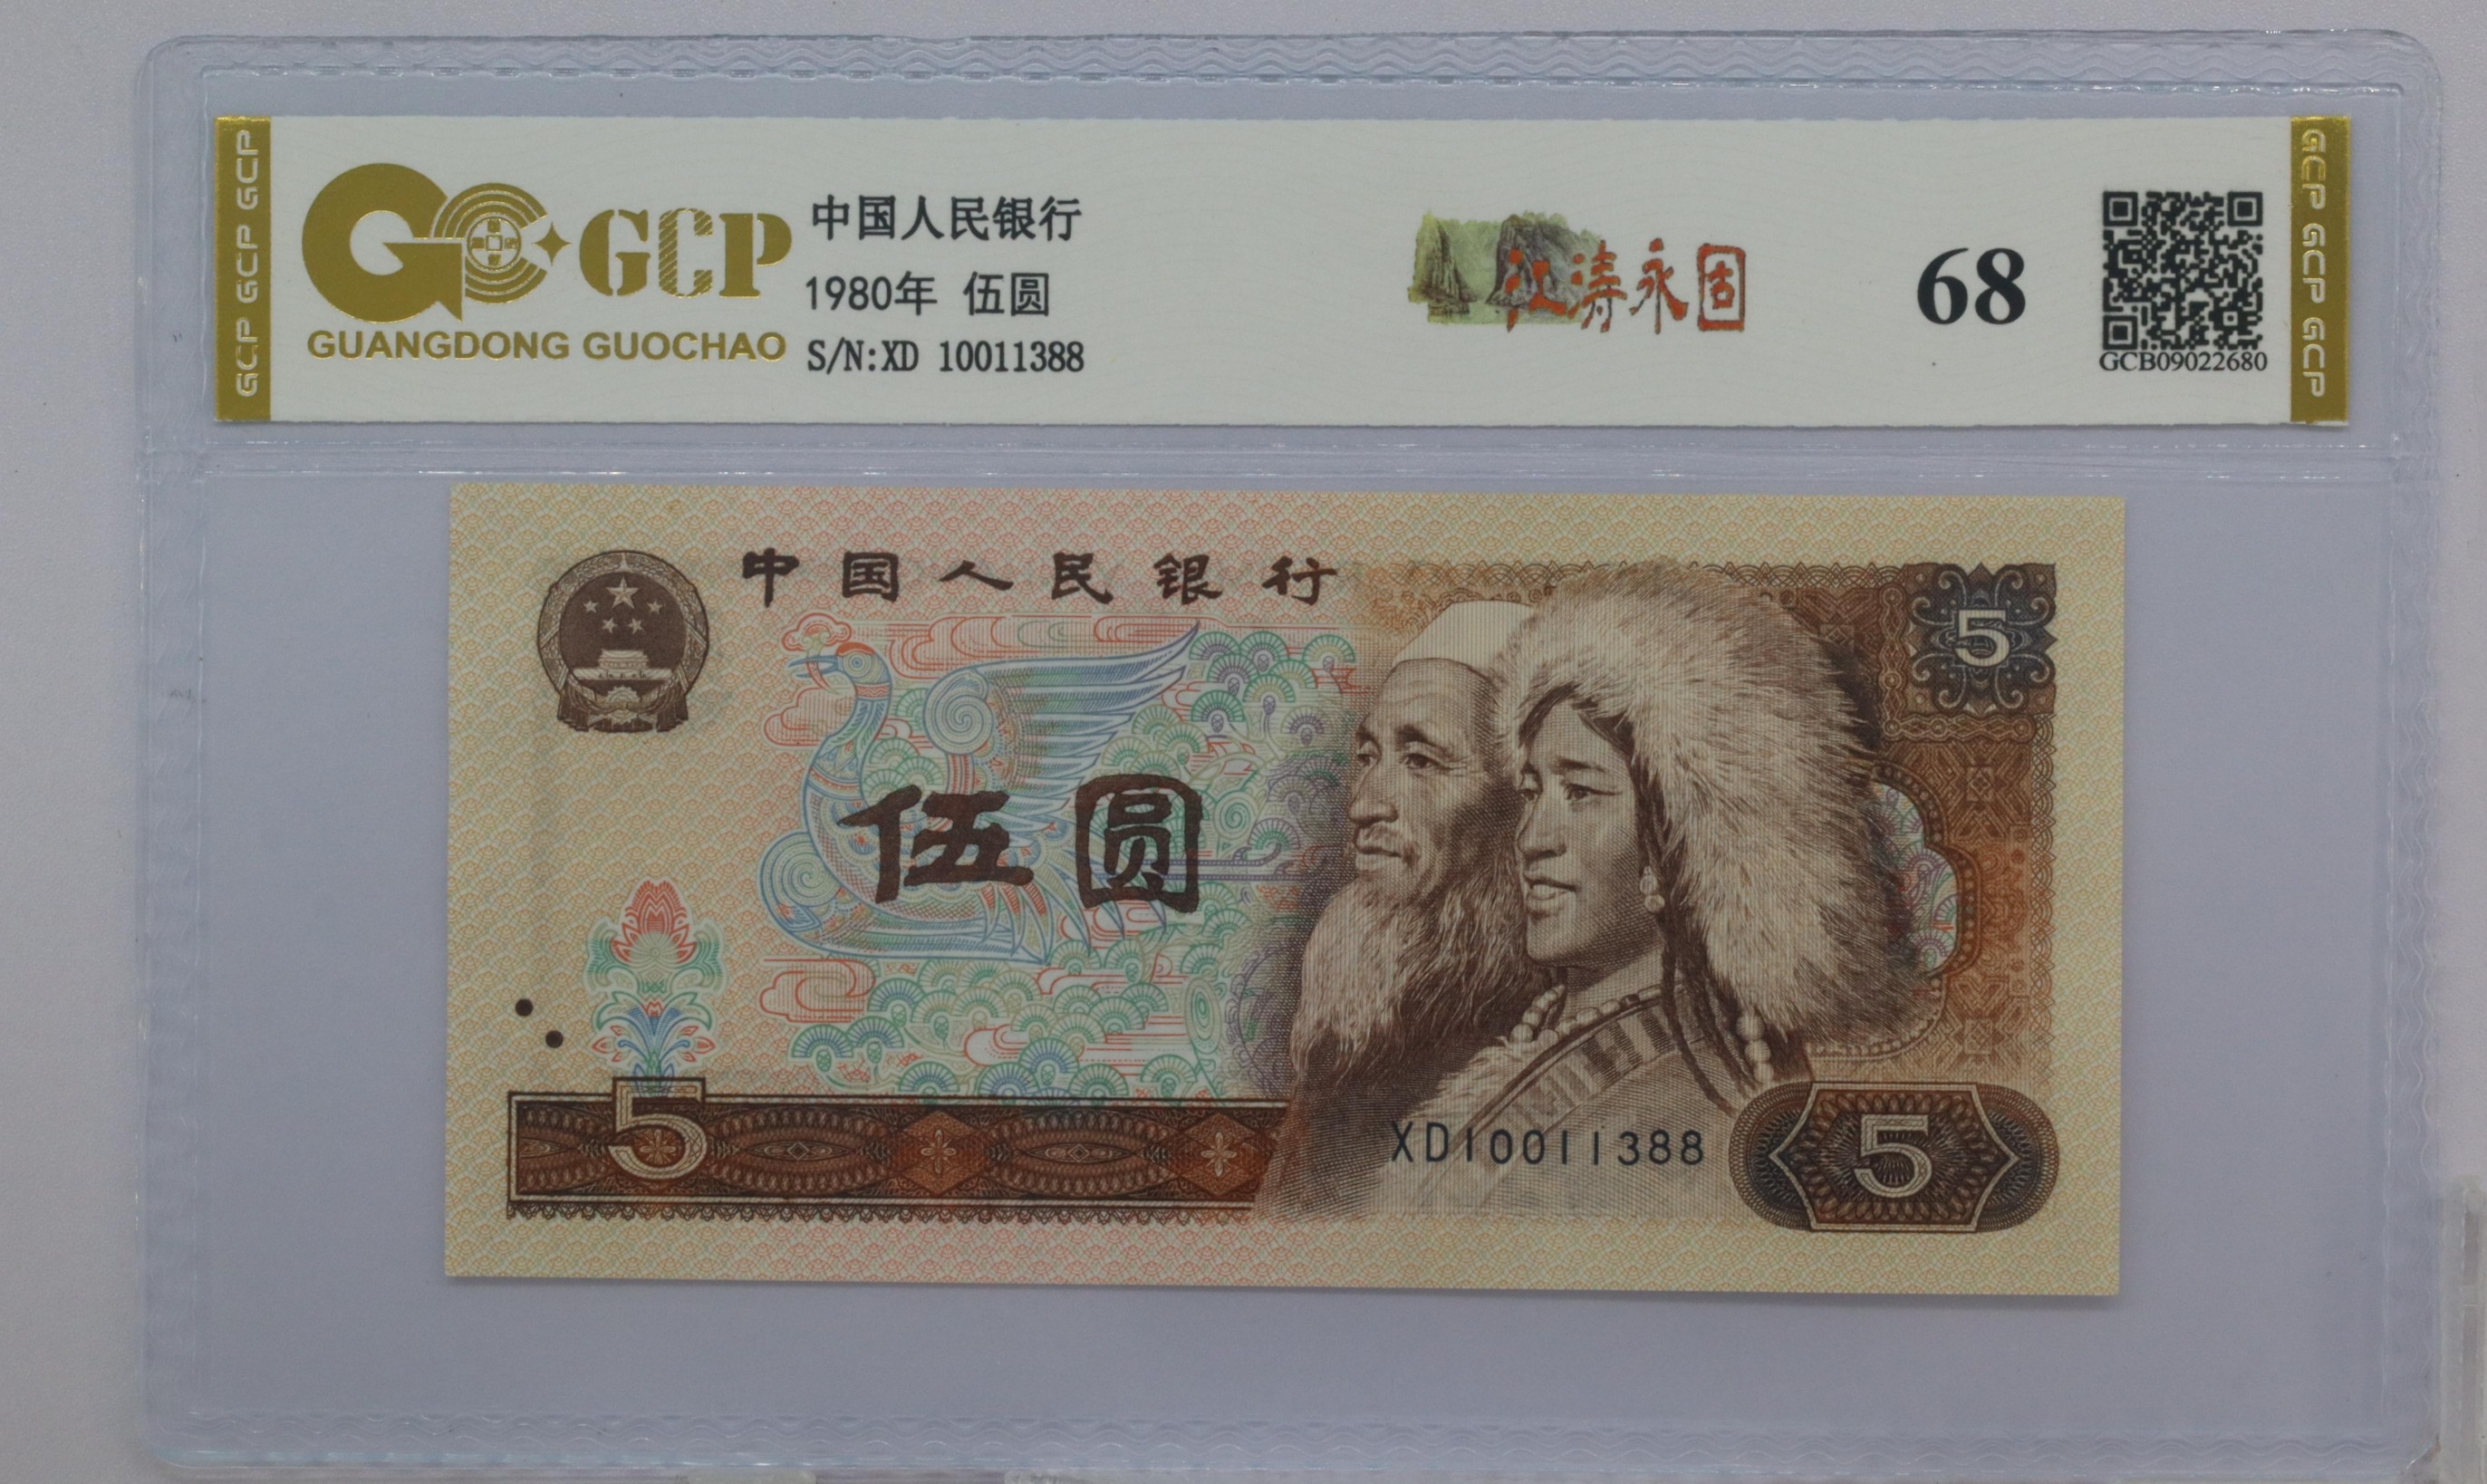 GCP GCP GCP
GCP
GUANGDONG GUOCHAO
中国人民银行
1980年 伍圆
S/N:XD 10011388
江涛永固
68
GCB09022680
GCP GCP GCP
中国人民银行
5
伍圆
5
XD10011388
5